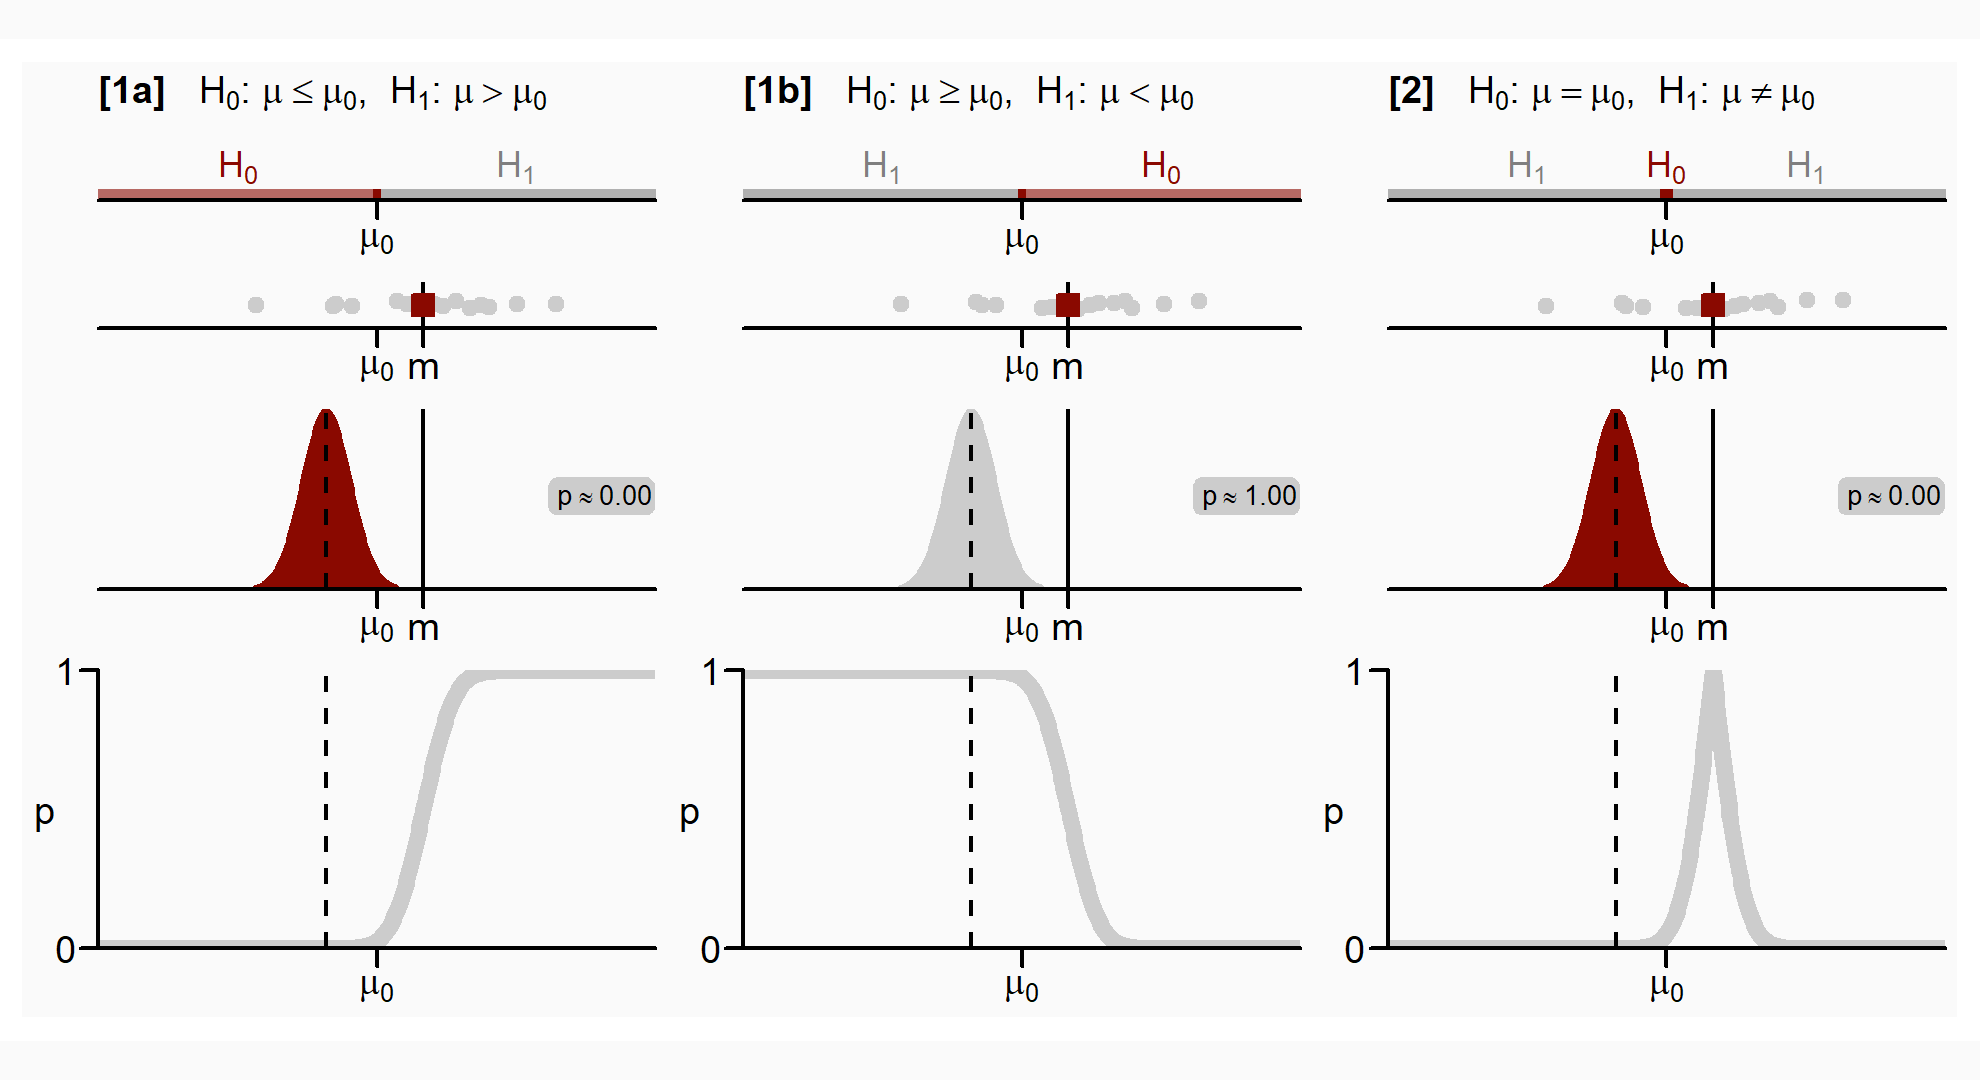 [1a] H₀: μ ≤ μ₀, H₁: μ > μ₀
H₀ H₁
μ₀
μ₀ m
p ≈ 0.00
μ₀ m
1
p
0
μ₀
[1b] H₀: μ ≥ μ₀, H₁: μ < μ₀
H₁ H₀
μ₀
μ₀ m
p ≈ 1.00
μ₀ m
1
p
0
μ₀
[2] H₀: μ = μ₀, H₁: μ ≠ μ₀
H₁ H₀ H₁
μ₀
μ₀ m
p ≈ 0.00
μ₀ m
1
p
0
μ₀